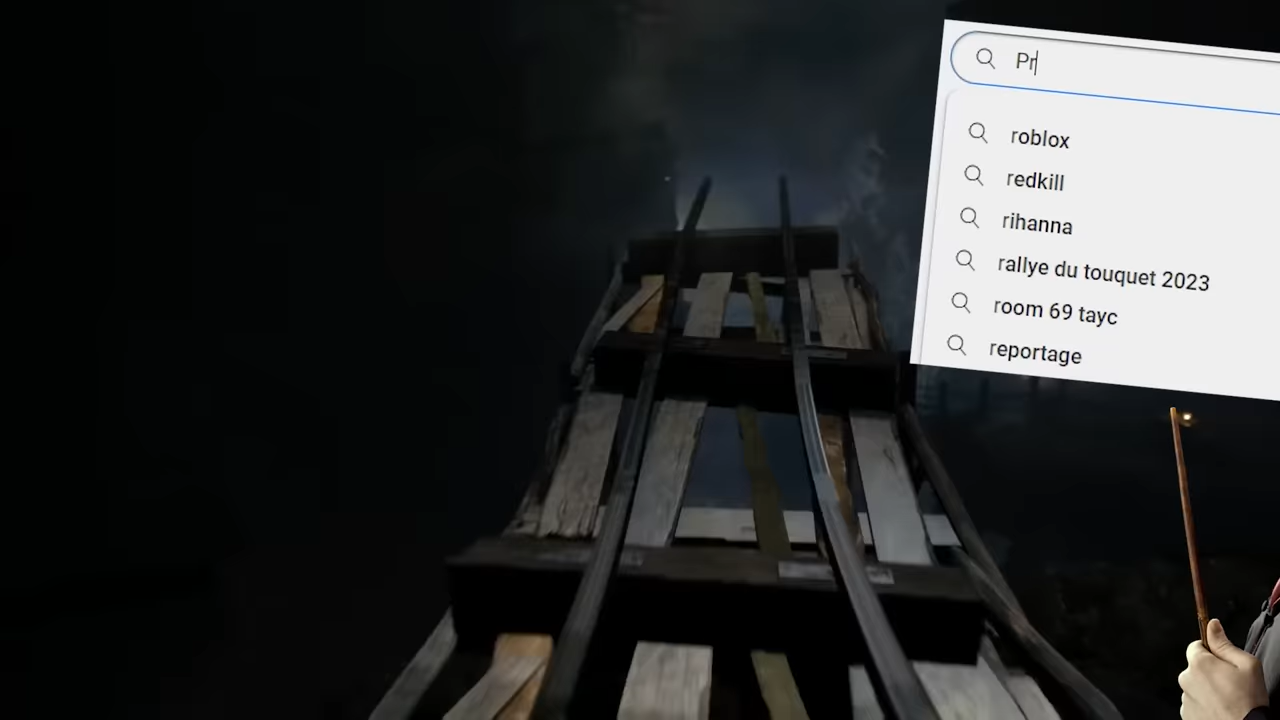 Pr
roblox
redkill
rihanna
rallye du touquet 2023
room 69 tayc
reportage